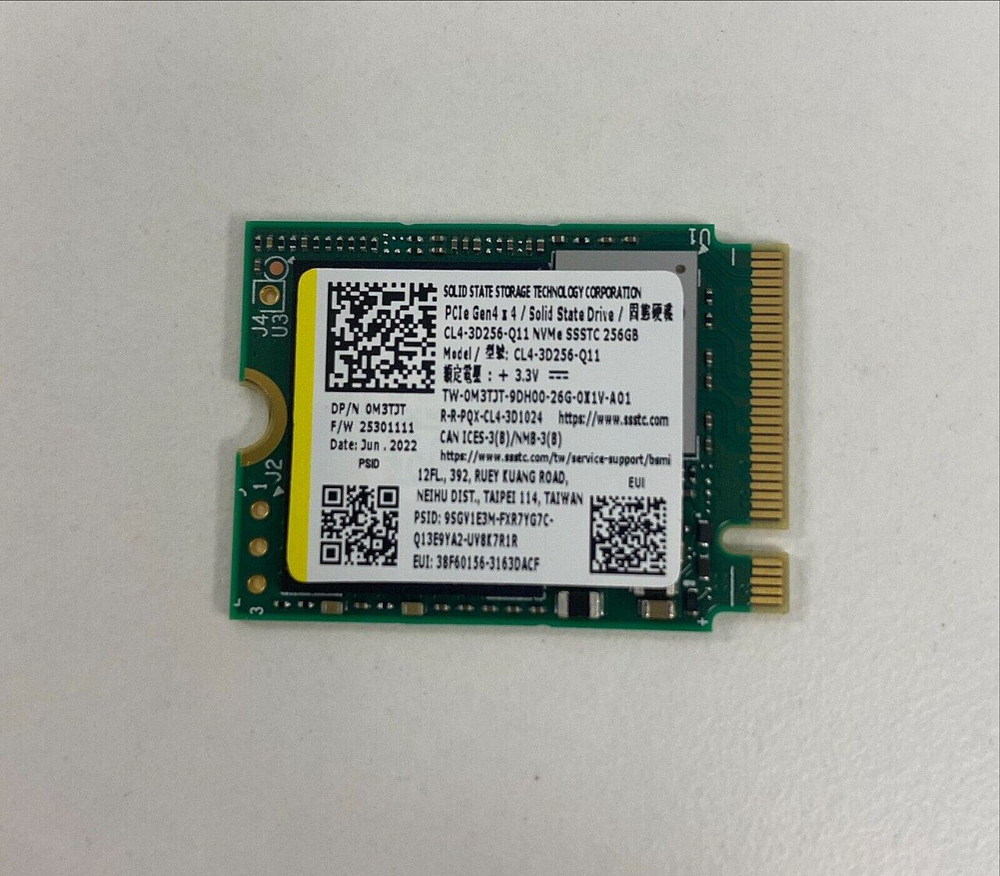 SOLID STATE STORAGE TECHNOLOGY CORPORATION
PCIe Gen4 x 4 / Solid State Drive / 固態硬碟
CL4-3D256-Q11 NVMe SSSTC 256GB
Model / 型號: CL4-3D256-Q11
額定電壓 : + 3.3V
TW-0M3TJT-9DH00-26G-0X1V-A01
R-R-PQX-CL4-3D1024 https://www.ssstc.com
CAN ICES-3(B)/NMB-3(B)
https://www.ssstc.com/tw/service-support/bsmi
12FL., 392, RUEY KUANG ROAD,
NEIHU DIST., TAIPEI 114, TAIWAN
PSID: 9SGV1E3M-FXR7YG7C-
Q13E9YA2-UV8K7R1R
EUI: 38F60156-3163DACF
DP/N 0M3TJT
F/W 25301111
Date: Jun . 2022
PSID
EUI
U1
J4
U3
J2
1
3